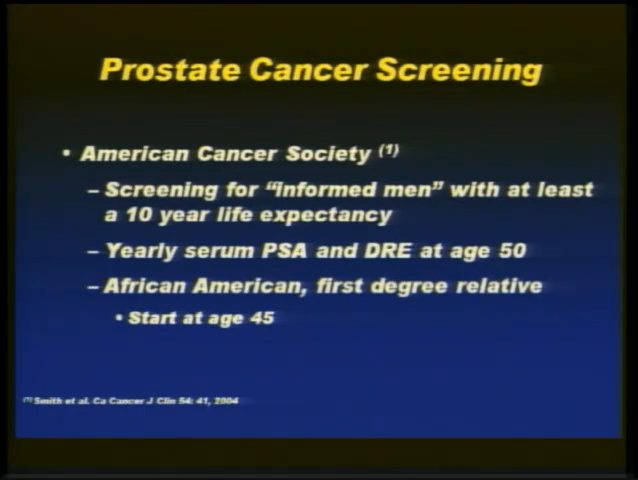 Prostate Cancer Screening
• American Cancer Society (1)
– Screening for "informed men" with at least
a 10 year life expectancy
– Yearly serum PSA and DRE at age 50
– African American, first degree relative
• Start at age 45
(1) Smith et al. Ca Cancer J Clin 54: 41, 2004